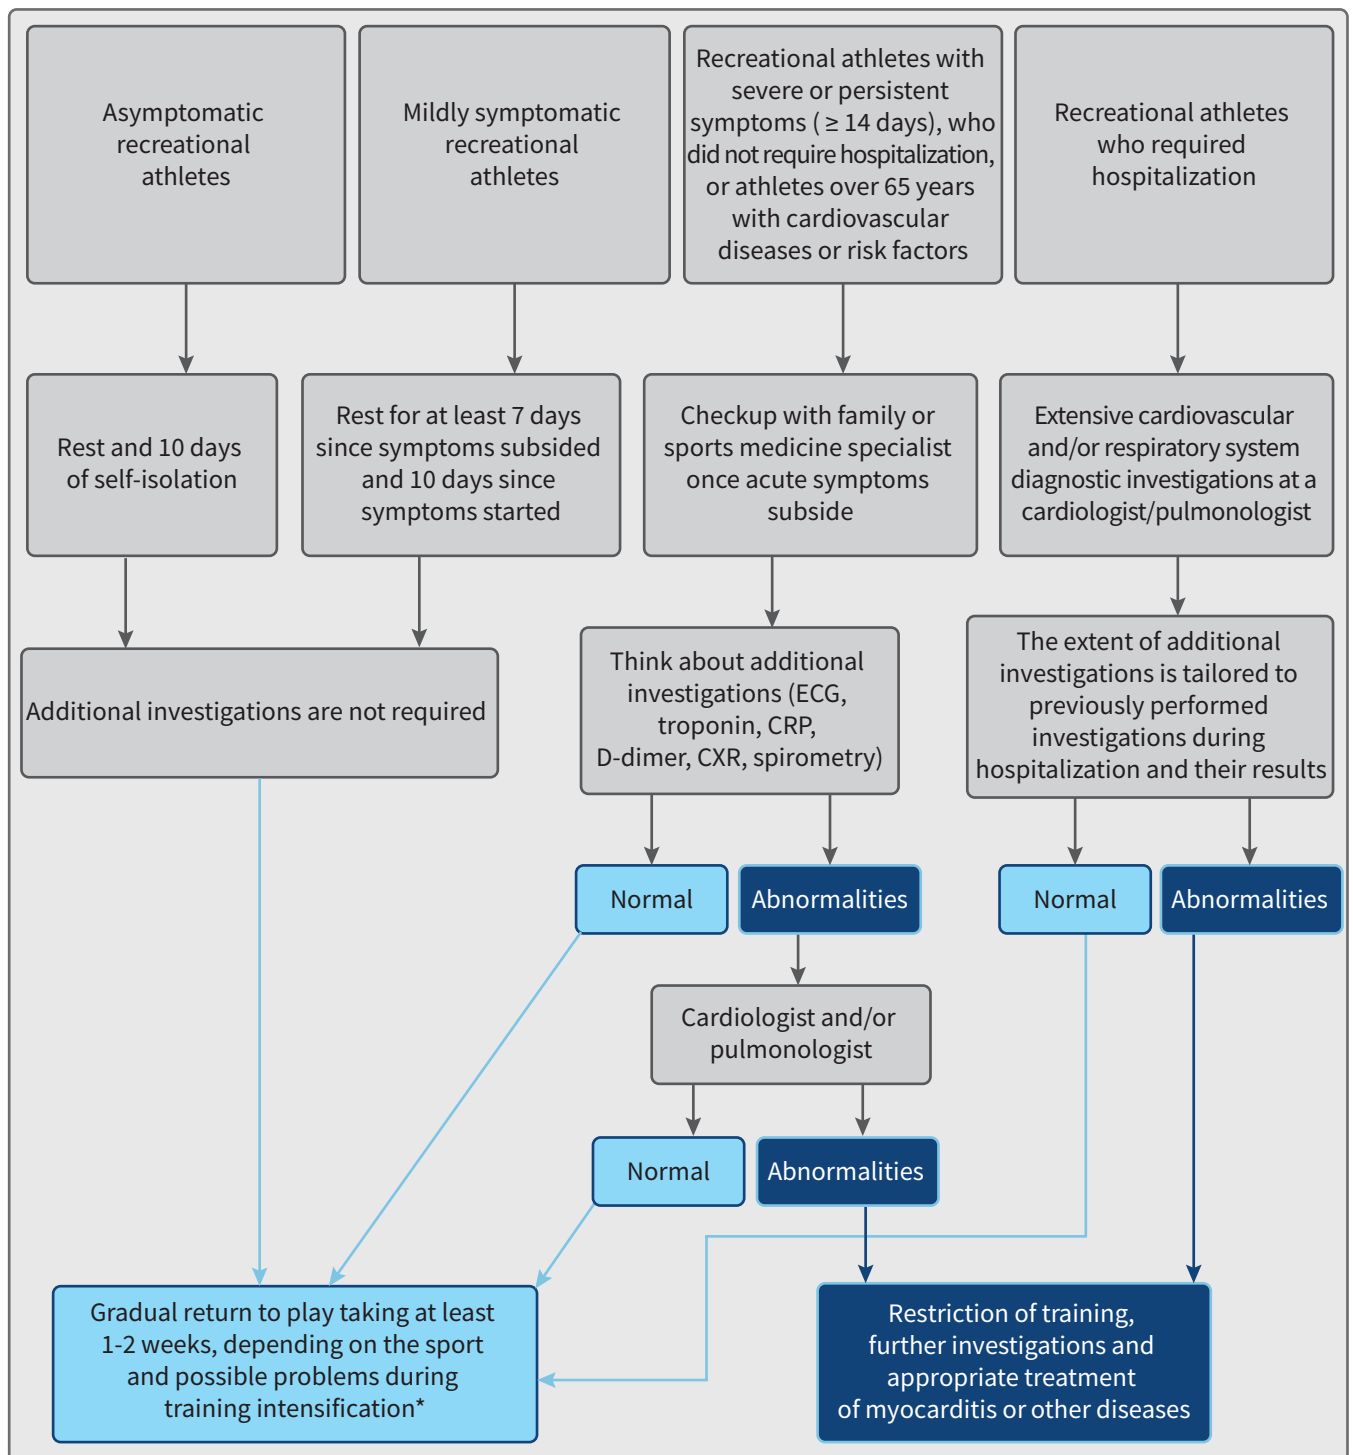 Asymptomatic
recreational
athletes
Mildly symptomatic
recreational
athletes
Recreational athletes with
severe or persistent
symptoms ( ≥ 14 days), who
did not require hospitalization,
or athletes over 65 years
with cardiovascular
diseases or risk factors
Recreational athletes
who required
hospitalization
Rest and 10 days
of self-isolation
Rest for at least 7 days
since symptoms subsided
and 10 days since
symptoms started
Checkup with family or
sports medicine specialist
once acute symptoms
subside
Extensive cardiovascular
and/or respiratory system
diagnostic investigations at a
cardiologist/pulmonologist
Additional investigations are not required
Think about additional
investigations (ECG,
troponin, CRP,
D-dimer, CXR, spirometry)
The extent of additional
investigations is tailored to
previously performed
investigations during
hospitalization and their results
Normal
Abnormalities
Normal
Abnormalities
Cardiologist and/or
pulmonologist
Normal
Abnormalities
Gradual return to play taking at least
1-2 weeks, depending on the sport
and possible problems during
training intensification*
Restriction of training,
further investigations and
appropriate treatment
of myocarditis or other diseases